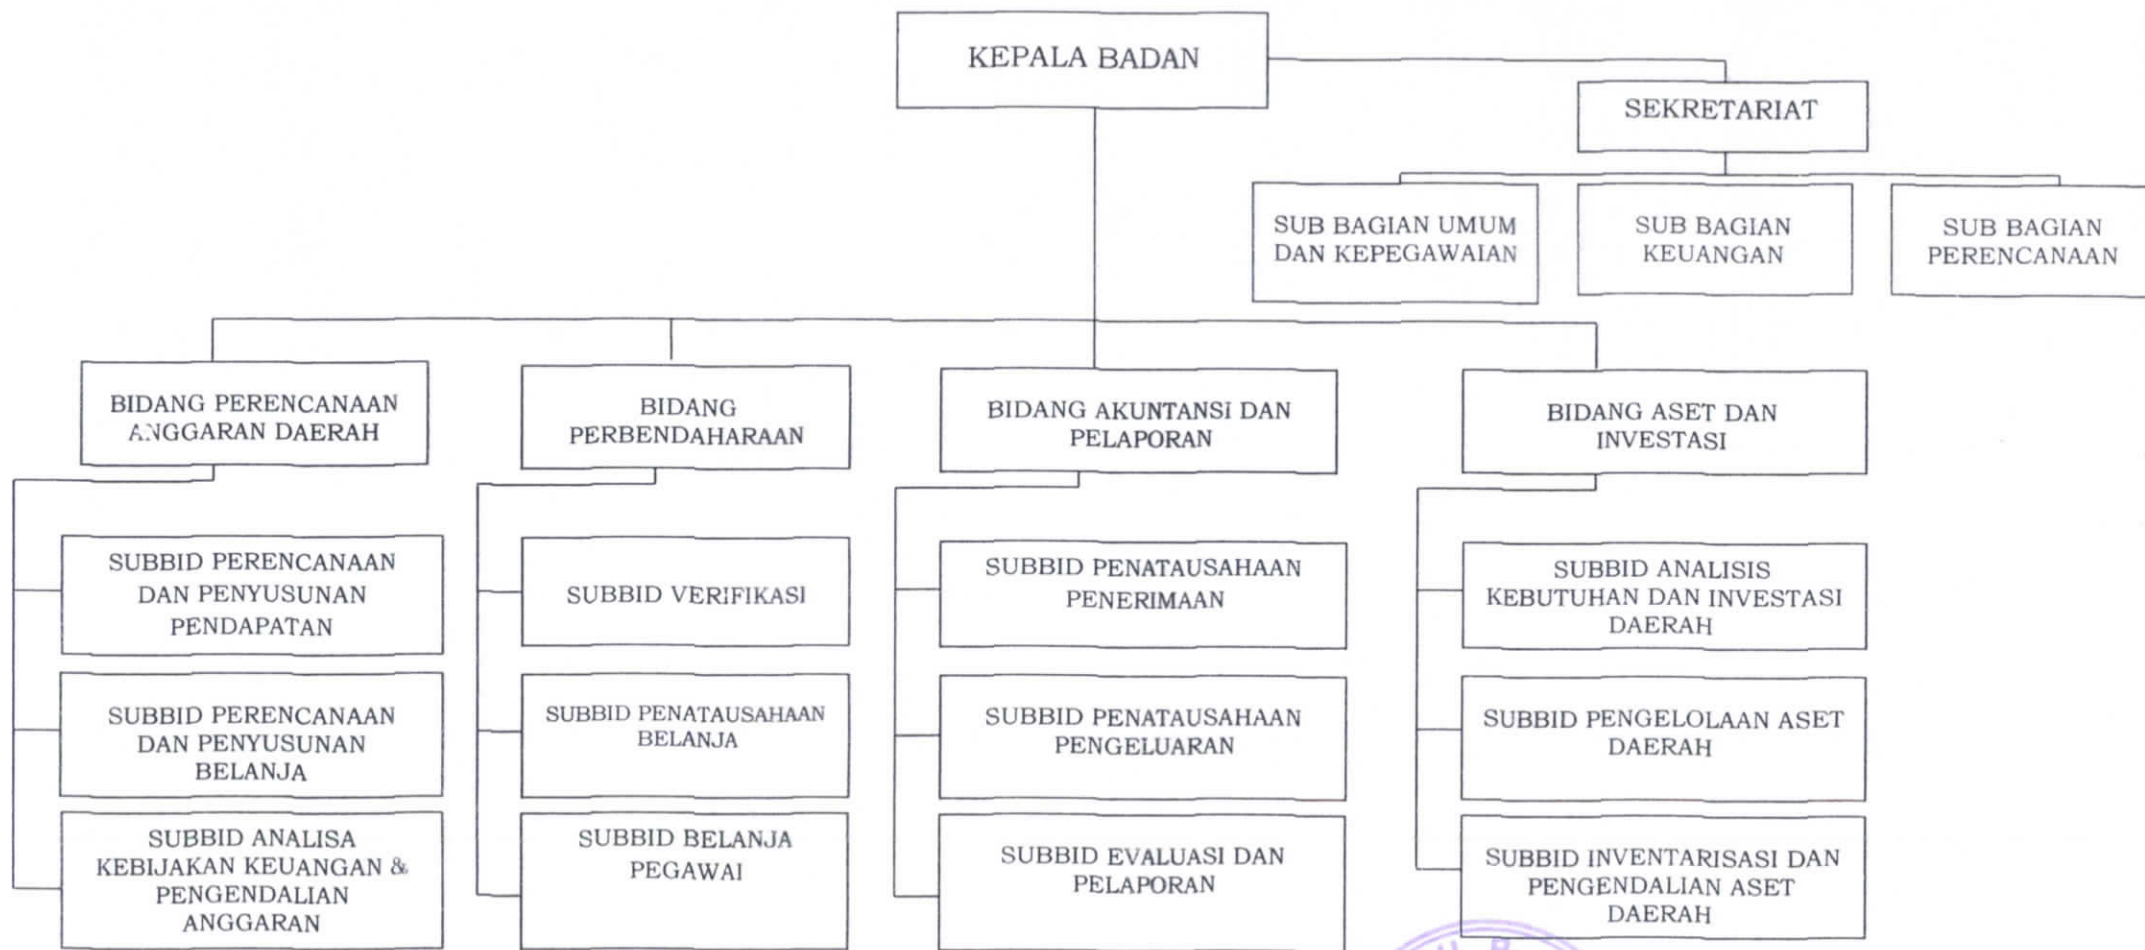 KEPALA BADAN
SEKRETARIAT
SUB BAGIAN UMUM
DAN KEPEGAWAIAN
SUB BAGIAN
KEUANGAN
SUB BAGIAN
PERENCANAAN
BIDANG PERENCANAAN
ANGGARAN DAERAH
BIDANG
PERBENDAHARAAN
BIDANG AKUNTANSI DAN
PELAPORAN
BIDANG ASET DAN
INVESTASI
SUBBID PERENCANAAN
DAN PENYUSUNAN
PENDAPATAN
SUBBID VERIFIKASI
SUBBID PENATAUSAHAAN
PENERIMAAN
SUBBID ANALISIS
KEBUTUHAN DAN INVESTASI
DAERAH
SUBBID PERENCANAAN
DAN PENYUSUNAN
BELANJA
SUBBID PENATAUSAHAAN
BELANJA
SUBBID PENATAUSAHAAN
PENGELUARAN
SUBBID PENGELOLAAN ASET
DAERAH
SUBBID ANALISA
KEBIJAKAN KEUANGAN &
PENGENDALIAN
ANGGARAN
SUBBID BELANJA
PEGAWAI
SUBBID EVALUASI DAN
PELAPORAN
SUBBID INVENTARISASI DAN
PENGENDALIAN ASET
DAERAH